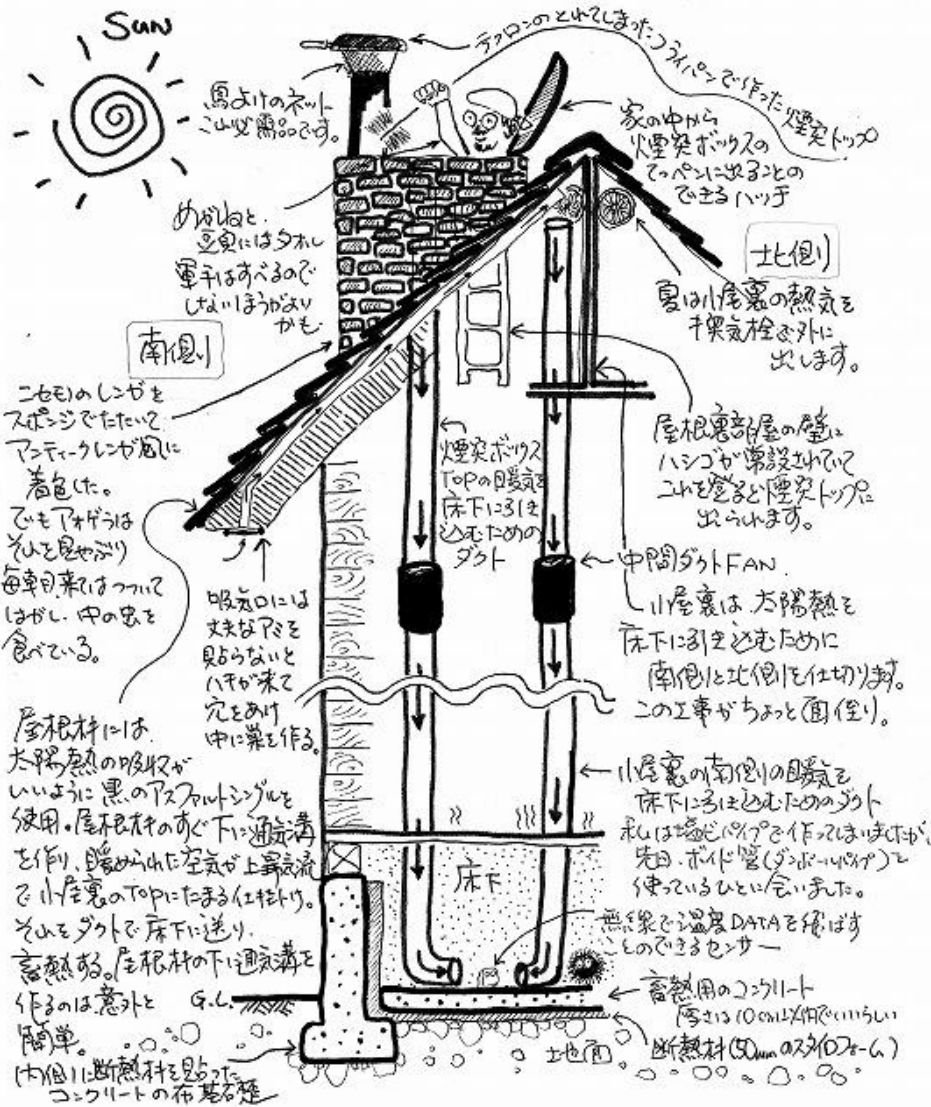 Sun
テフロンのとれてしまったフライパンで作った煙突トップ
鳥よけのネット
こいつ必需品です。
家の中から
煙突ボックスの
てっぺんに出ることの
できるハッチ
めがねと、
頭にはタオル
軍手はすべるので
しないほうがよい
かも
北側
夏は小屋裏の熱気を
換気栓で外に
出します。
南側
ニセモノのレンガを
スポンジでたたいて
アンティークレンガ風に
着色した。
でもアオゲラは
それを見やぶり
毎朝来てはつついて
はがし、中の虫を
食べている。
煙突ボックス
TOPの暖気を
床下に引き
込むための
ダクト
屋根裏部屋の壁に
ハシゴが常設されていて
これを登ると煙突トップに
出られます。
中間ダクトFAN
吸気口には
丈夫なアミを
貼らないと
ハチが来て
穴をあけ
中に巣を作る。
小屋裏は、太陽熱を
床下に引き込むために
南側と北側を仕切ります。
この工事がちょっと面倒。
屋根材には、
太陽熱の吸収が
いいように黒のアスファルトシングルを
使用。屋根材のすぐ下に通気溝
を作り、暖められた空気が上昇気流
で小屋裏のTOPにたまる仕掛け。
それをダクトで床下に送り、
蓄熱する。屋根材の下に通気溝を
作るのは意外と
簡単。
小屋裏の南側の暖気を
床下に引き込むためのダクト
私は塩ビパイプで作ってしまいましたが、
先日、ボイド管(ダンボールパイプ)を
使っているひとに会いました。
床下
無線で温度DATAを飛ばす
ことのできるセンサー
G.L.
蓄熱用のコンクリート
厚さは10cm以内でいいらしい
断熱材(50mmのスタイロフォーム)
地面
内側に断熱材を貼った
コンクリートの布基礎